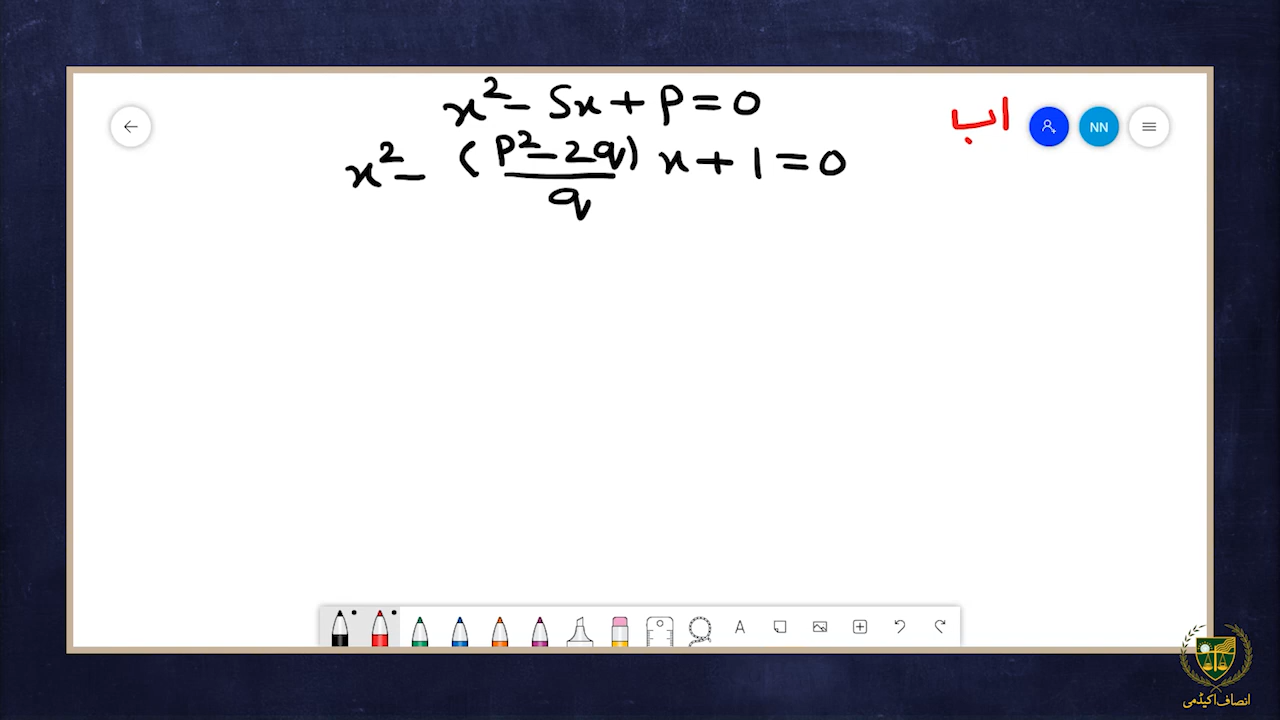 x² - Sx + P = 0
اب
x² - (p² - 2q)/q x + 1 = 0
NN
A
انصاف اکیڈمی